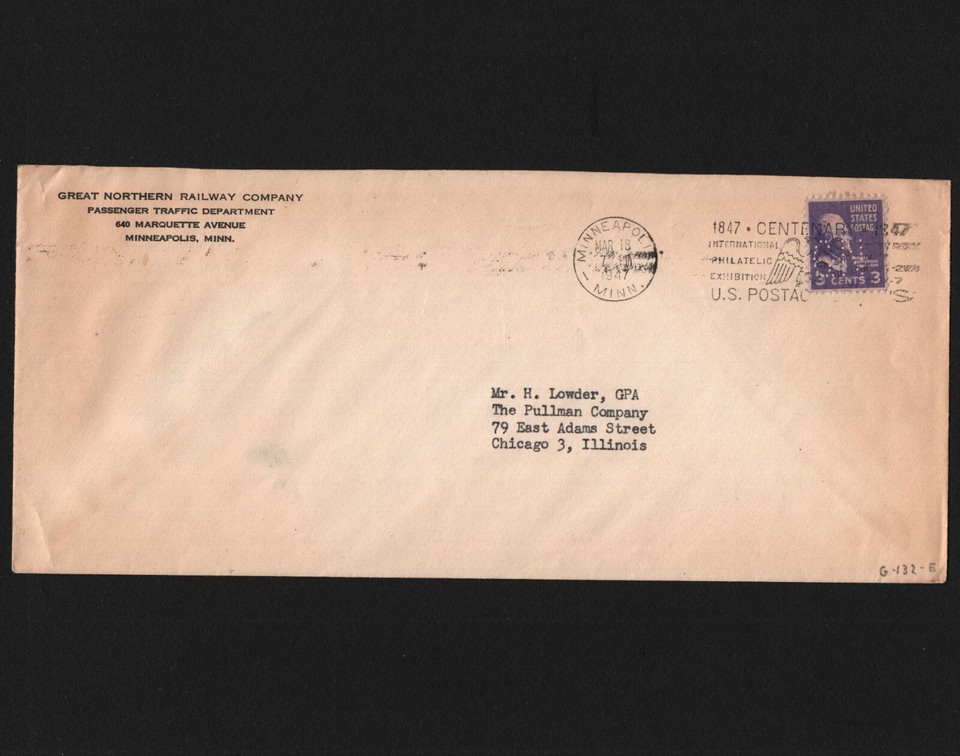 GREAT NORTHERN RAILWAY COMPANY
PASSENGER TRAFFIC DEPARTMENT
640 MARQUETTE AVENUE
MINNEAPOLIS, MINN.
MINNEAPOLIS
MAR 18
1947
MINN.
1847 • CENTENARY 1947
INTERNATIONAL
PHILATELIC
EXHIBITION
U.S. POSTAG
UNITED
STATES
POSTAGE
3 CENTS 3
Mr. H. Lowder, GPA
The Pullman Company
79 East Adams Street
Chicago 3, Illinois
G-132-E